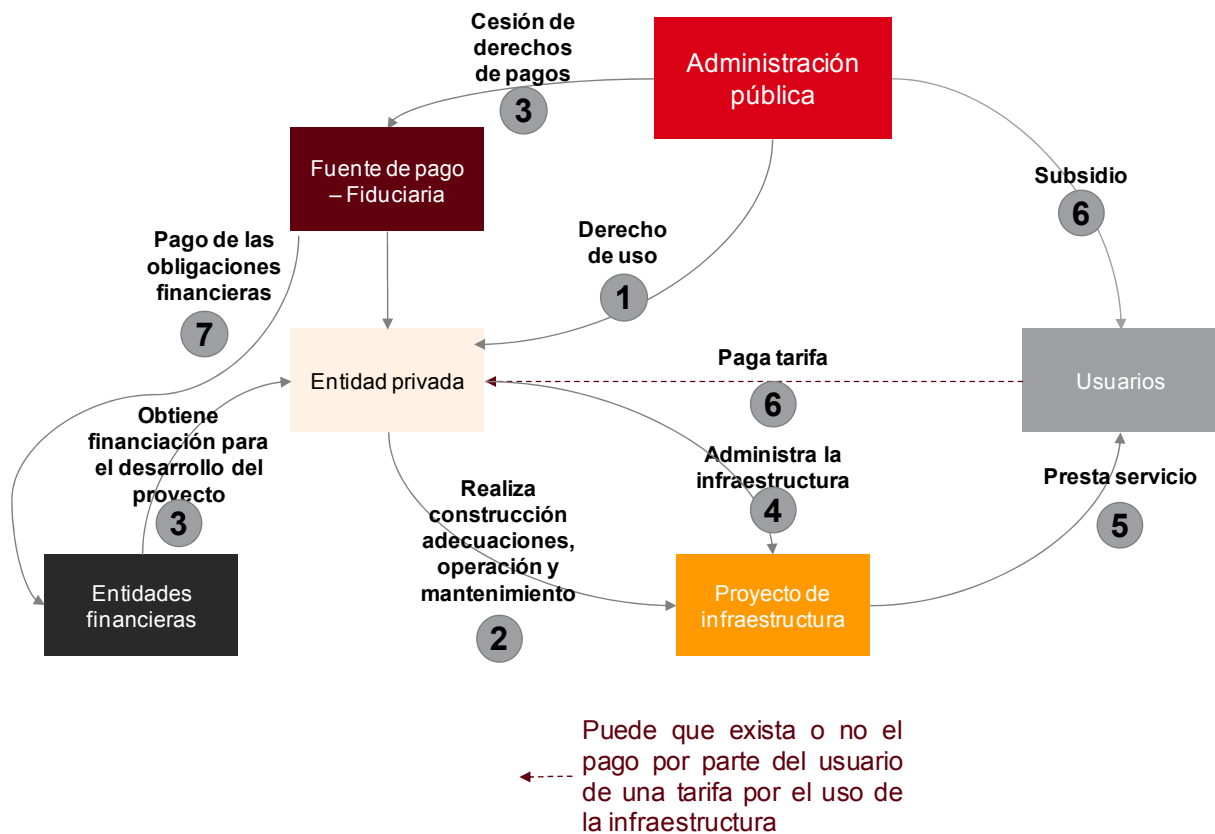 Cesión de
derechos
de pagos
3
Administración
pública
Fuente de pago
– Fiduciaria
Subsidio
6
Pago de las
obligaciones
financieras
7
Derecho
de uso
1
Entidad privada
Paga tarifa
6
Usuarios
Obtiene
financiación para
el desarrollo del
proyecto
3
Realiza
construcción
adecuaciones,
operación y
mantenimiento
2
Administra la
infraestructura
4
Presta servicio
5
Entidades
financieras
Proyecto de
infraestructura
Puede que exista o no el
pago por parte del usuario
de una tarifa por el uso de
la infraestructura